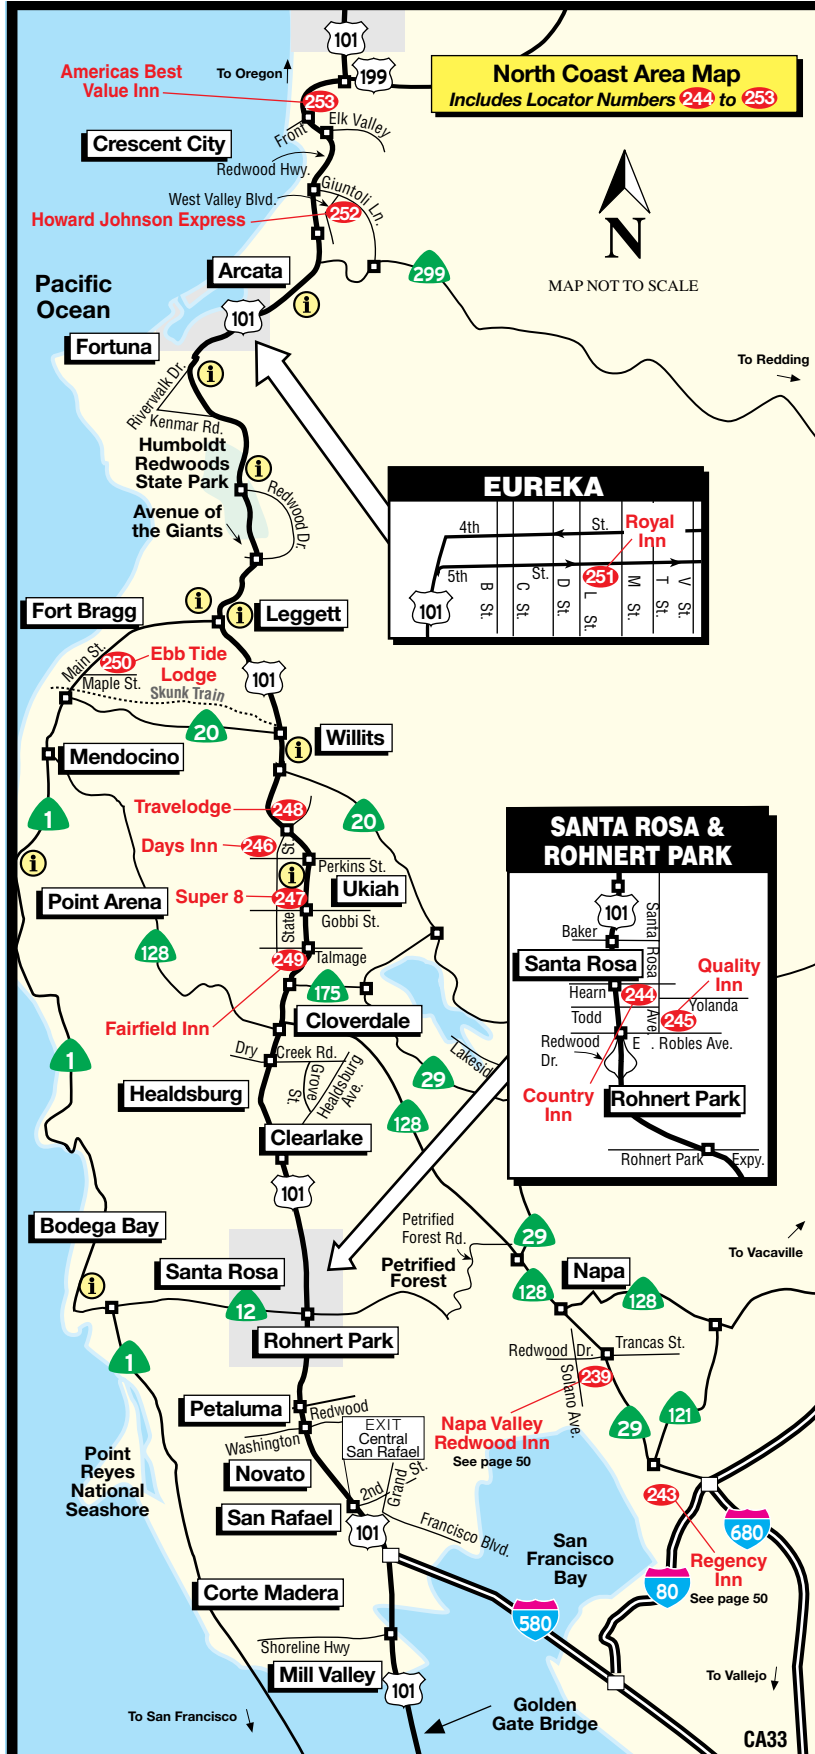 101
To Oregon
199
North Coast Area Map
Includes Locator Numbers 244 to 253
Americas Best
Value Inn
253
Front
Elk Valley
Crescent City
Redwood Hwy.
Giuntoli Ln.
West Valley Blvd.
Howard Johnson Express
252
N
MAP NOT TO SCALE
Arcata
299
Pacific
Ocean
i
101
Fortuna
To Redding
i
Riverwalk Dr.
Kenmar Rd.
Humboldt
Redwoods
State Park
i
Redwood Dr.
Avenue of
the Giants
EUREKA
4th
St.
Royal
Inn
5th
St.
251
101
B St.
C St.
D St.
L St.
M St.
T St.
V St.
i
i
Fort Bragg
Leggett
Main St.
250
Ebb Tide
Lodge
Maple St.
Skunk Train
101
20
Willits
i
Mendocino
1
Travelodge
248
20
Days Inn
246
St.
i
Perkins St.
i
Super 8
247
Ukiah
Point Arena
State
Gobbi St.
128
249
Talmage
175
Fairfield Inn
Cloverdale
SANTA ROSA &
ROHNERT PARK
101
Santa Rosa Ave.
Baker
Santa Rosa
Quality
Inn
Hearn
244
Yolanda
Todd
245
Redwood
Dr.
E . Robles Ave.
Country
Inn
Rohnert Park
Rohnert Park Expy.
1
Dry Creek Rd.
Lakeside
29
Grove St.
Healdsburg Ave.
Healdsburg
128
Clearlake
101
Bodega Bay
Petrified
Forest Rd.
29
To Vacaville
Santa Rosa
Petrified
Forest
Napa
i
12
128
128
Rohnert Park
1
Redwood Dr.
Trancas St.
Solano Ave.
239
Petaluma
Redwood
Washington
EXIT
Central
San Rafael
Napa Valley
Redwood Inn
See page 50
29
121
Point
Reyes
National
Seashore
Novato
2nd St.
Grand
243
San Rafael
101
Francisco Blvd.
San
Francisco
Bay
680
Regency
Inn
See page 50
80
Corte Madera
580
Shoreline Hwy
Mill Valley
101
To Vallejo
To San Francisco
Golden
Gate Bridge
CA33